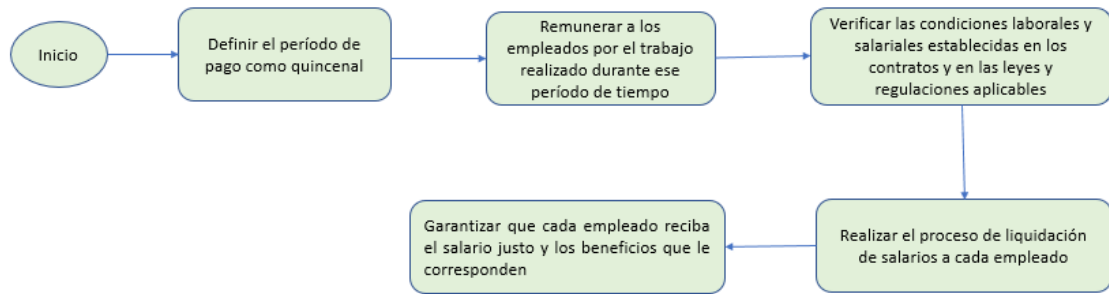 Inicio
Definir el período de
pago como quincenal
Remunerar a los
empleados por el trabajo
realizado durante ese
período de tiempo
Verificar las condiciones laborales y
salariales establecidas en los
contratos y en las leyes y
regulaciones aplicables
Garantizar que cada empleado reciba
el salario justo y los beneficios que le
corresponden
Realizar el proceso de liquidación
de salarios a cada empleado